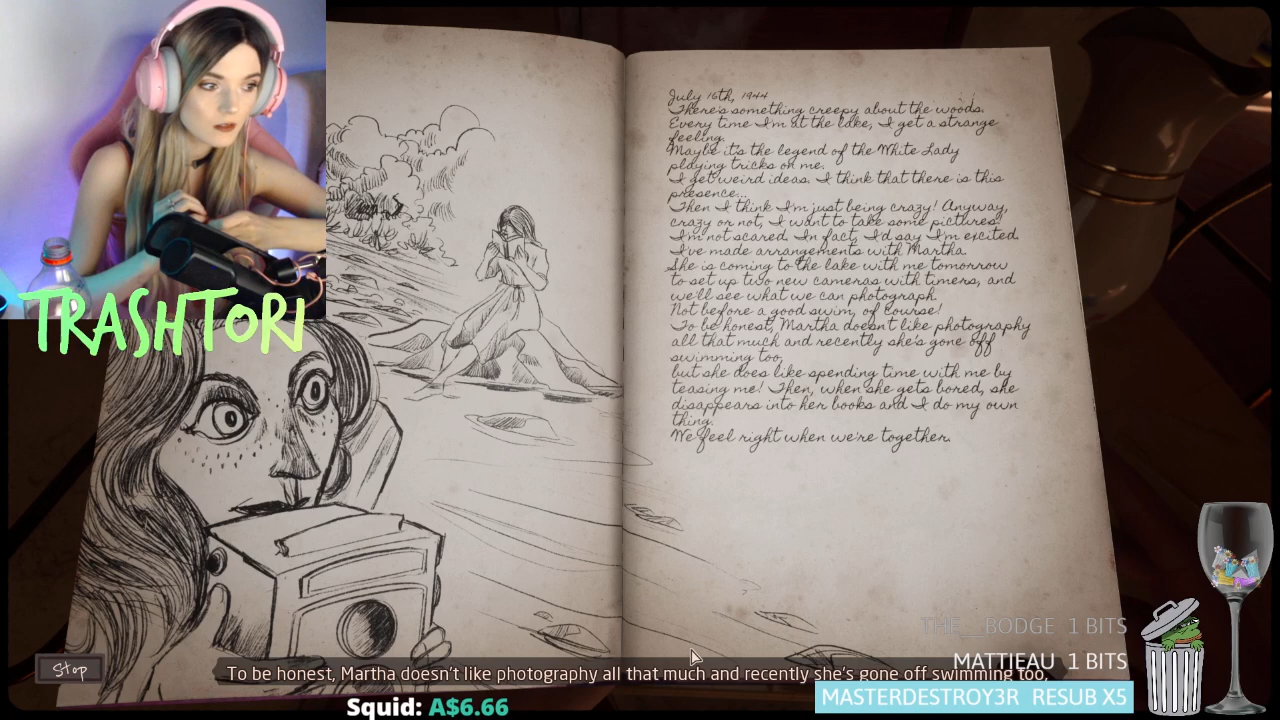 TRASHTORI
July 16th, 1944
There's something creepy about the woods.
Every time I'm at the lake, I get a strange
feeling.
Maybe it's the legend of the White Lady
playing tricks on me.
I get weird ideas. I think that there is this
presence...
Then I think I'm just being crazy! Anyway,
crazy or not, I want to take some pictures.
I'm not scared. In fact, I'd say I'm excited.
I've made arrangements with Martha.
She is coming to the lake with me tomorrow
to set up two new cameras with timers, and
we'll see what we can photograph.
Not before a good swim, of course!
To be honest, Martha doesn't like photography
all that much and recently she's gone off
swimming too,
but she does like spending time with me by
teasing me! Then, when she gets bored, she
disappears into her books and I do my own
thing.
We feel right when we're together.
Stop
To be honest, Martha doesn't like photography all that much and recently she's gone off swimming too,
THE__BODGE 1 BITS
MATTIEAU 1 BITS
MASTERDESTROY3R RESUB X5
Squid: A$6.66